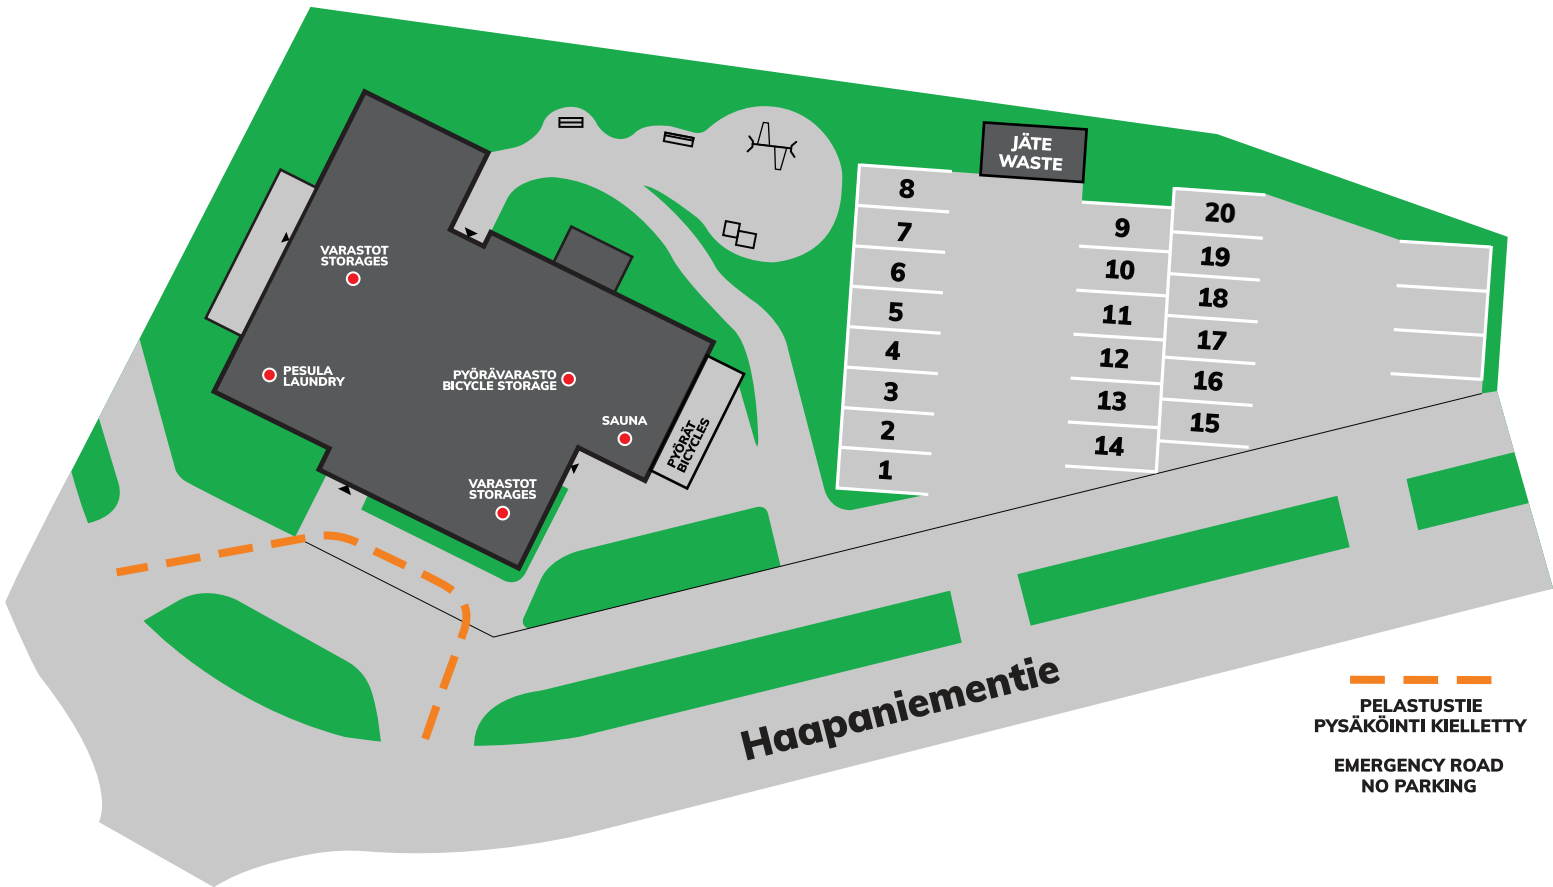 JÄTE
WASTE
8
7
6
5
4
3
2
1
9
10
11
12
13
14
20
19
18
17
16
15
VARASTOT
STORAGES
PESULA
LAUNDRY
PYÖRÄVARASTO
BICYCLE STORAGE
SAUNA
VARASTOT
STORAGES
PYÖRÄT
BICYCLES
Haapaniementie
PELASTUSTIE
PYSÄKÖINTI KIELLETTY
EMERGENCY ROAD
NO PARKING